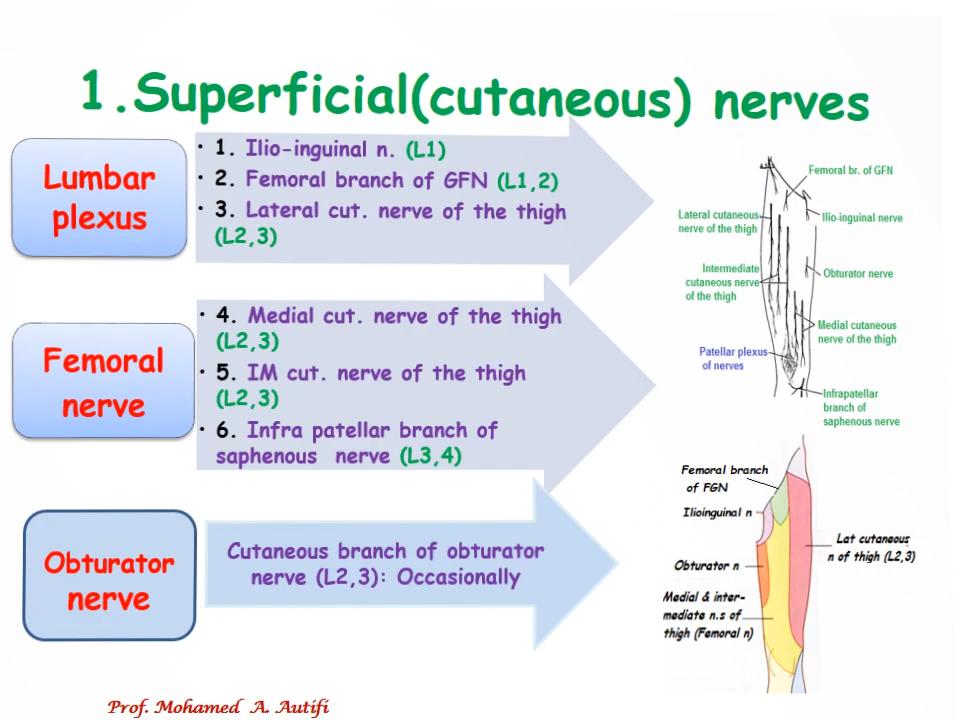 1.Superficial(cutaneous) nerves
Lumbar
plexus
• 1. Ilio-inguinal n. (L1)
• 2. Femoral branch of GFN (L1,2)
• 3. Lateral cut. nerve of the thigh
(L2,3)
Femoral
nerve
• 4. Medial cut. nerve of the thigh
(L2,3)
• 5. IM cut. nerve of the thigh
(L2,3)
• 6. Infra patellar branch of
saphenous nerve (L3,4)
Obturator
nerve
Cutaneous branch of obturator
nerve (L2,3): Occasionally
Femoral br. of GFN
Lateral cutaneous
nerve of the thigh
Ilio-inguinal nerve
Intermediate
cutaneous nerve
of the thigh
Obturator nerve
Medial cutaneous
nerve of the thigh
Patellar plexus
of nerves
Infrapatellar
branch of
saphenous nerve
Femoral branch
of FGN
Ilioinguinal n
Lat cutaneous
n of thigh (L2,3)
Obturator n
Medial & inter-
mediate n.s of
thigh (Femoral n)
Prof. Mohamed A. Autifi